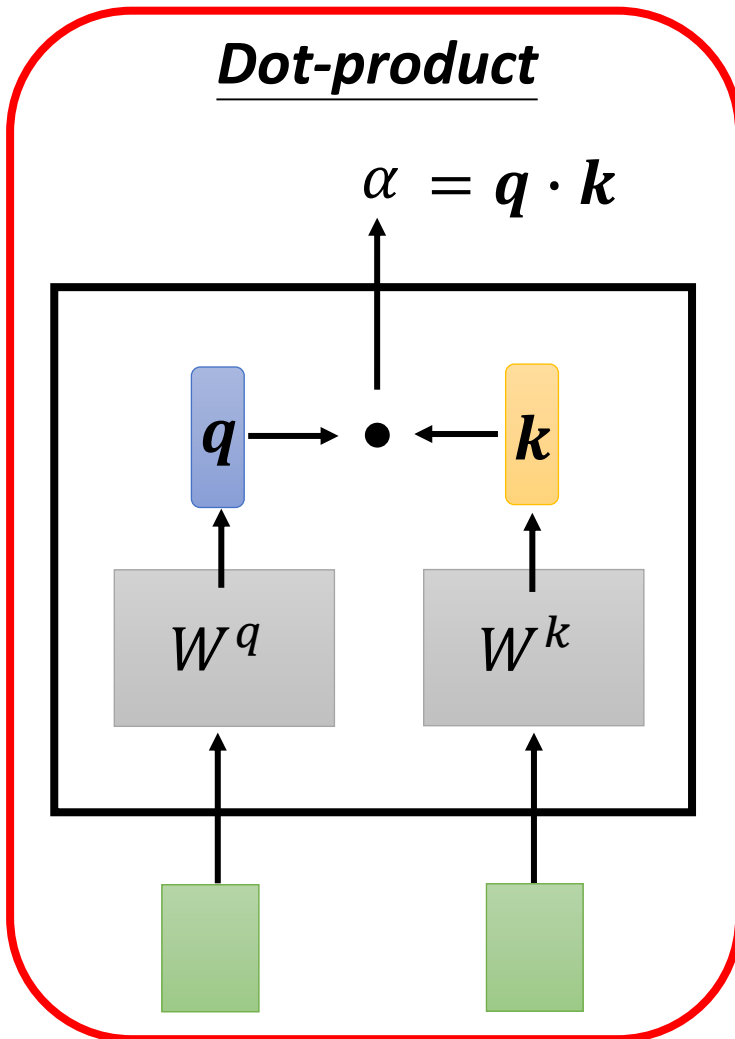 Dot-product
α = q · k
q k
W^q W^k